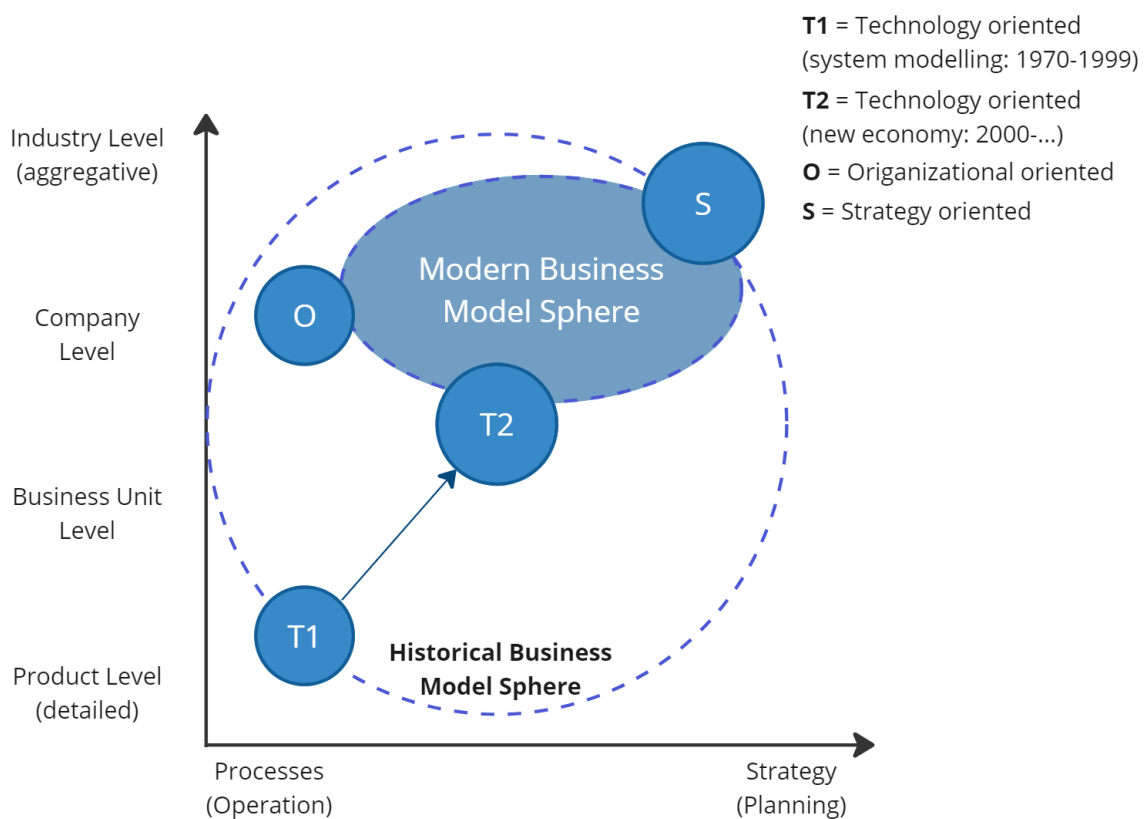 T1 = Technology oriented
(system modelling: 1970-1999)
T2 = Technology oriented
(new economy: 2000-...)
O = Origanizational oriented
S = Strategy oriented
Industry Level
(aggregative)
Company
Level
Business Unit
Level
Product Level
(detailed)
S
Modern Business
Model Sphere
O
T2
T1
Historical Business
Model Sphere
Processes
(Operation)
Strategy
(Planning)